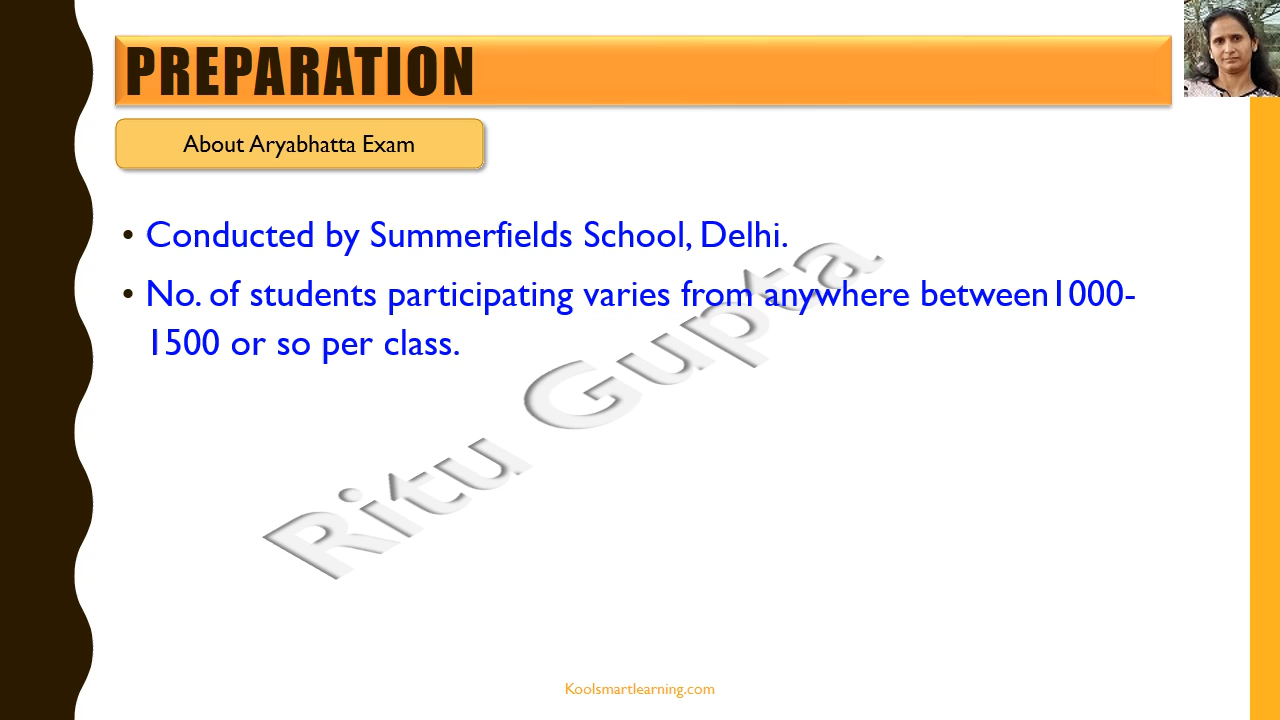 PREPARATION
About Aryabhatta Exam
• Conducted by Summerfields School, Delhi.
• No. of students participating varies from anywhere between1000-
1500 or so per class.
Ritu Gupta
Koolsmartlearning.com